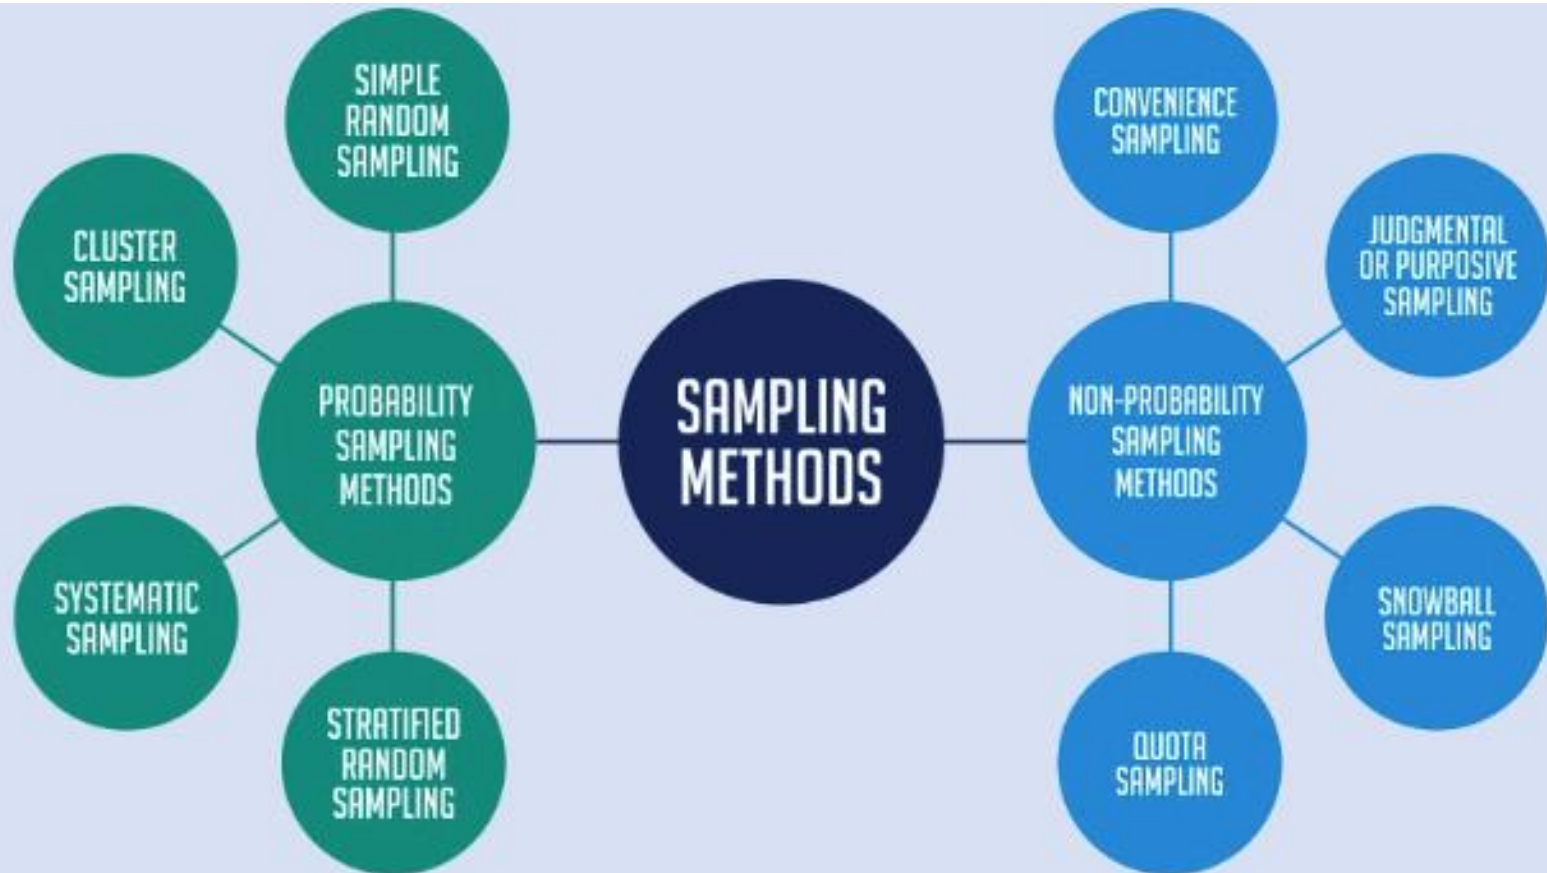 SIMPLE
RANDOM
SAMPLING
CLUSTER
SAMPLING
PROBABILITY
SAMPLING
METHODS
SYSTEMATIC
SAMPLING
STRATIFIED
RANDOM
SAMPLING
SAMPLING
METHODS
CONVENIENCE
SAMPLING
JUDGMENTAL
OR PURPOSIVE
SAMPLING
NON-PROBABILITY
SAMPLING
METHODS
SNOWBALL
SAMPLING
QUOTA
SAMPLING